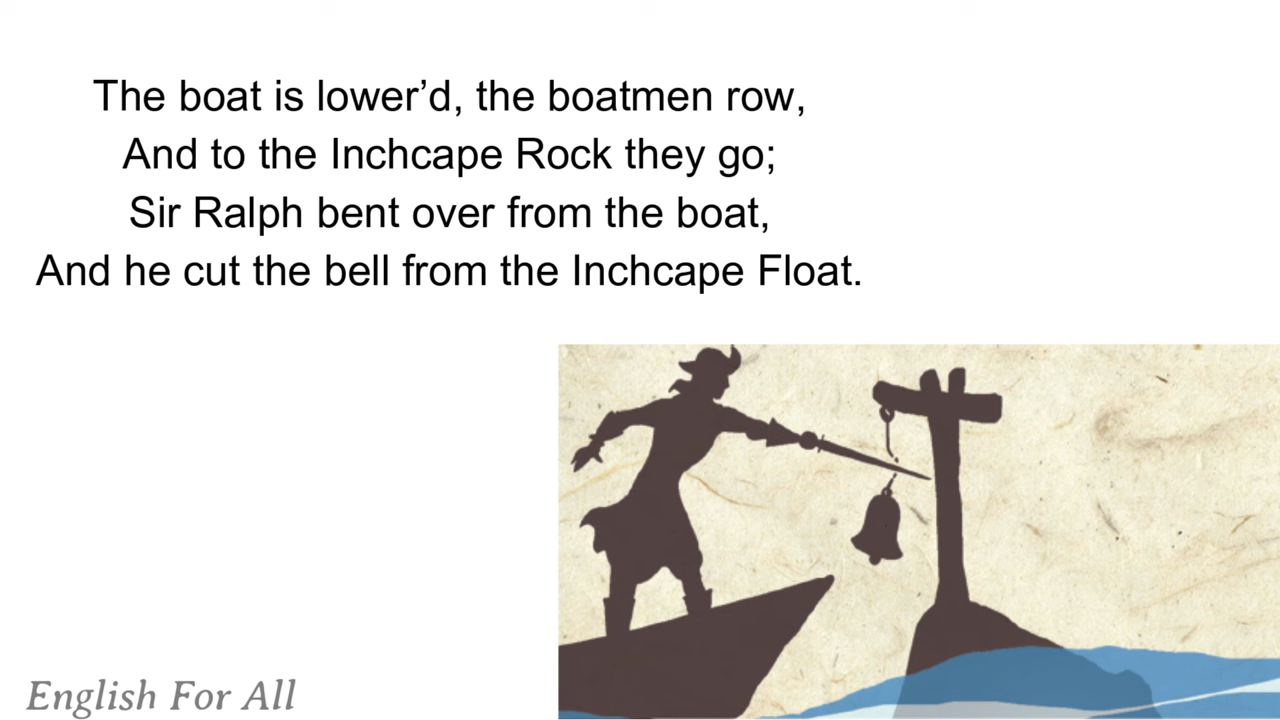 The boat is lower’d, the boatmen row,
And to the Inchcape Rock they go;
Sir Ralph bent over from the boat,
And he cut the bell from the Inchcape Float.
English For All